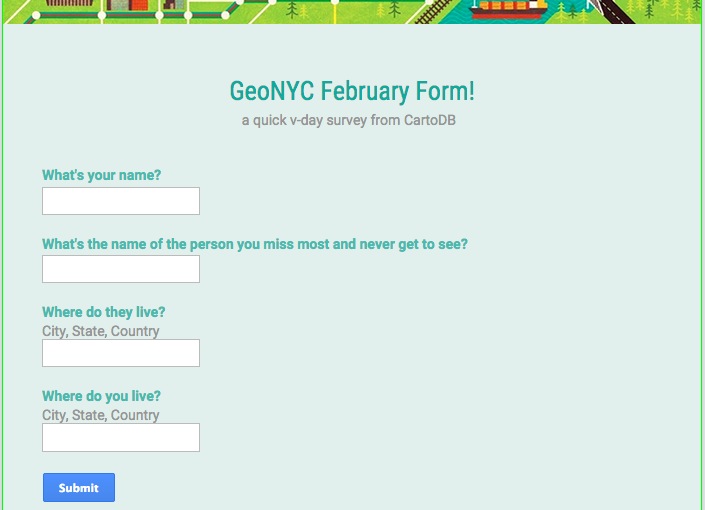 GeoNYC February Form!
a quick v-day survey from CartoDB
What's your name?
What's the name of the person you miss most and never get to see?
Where do they live?
City, State, Country
Where do you live?
City, State, Country
Submit